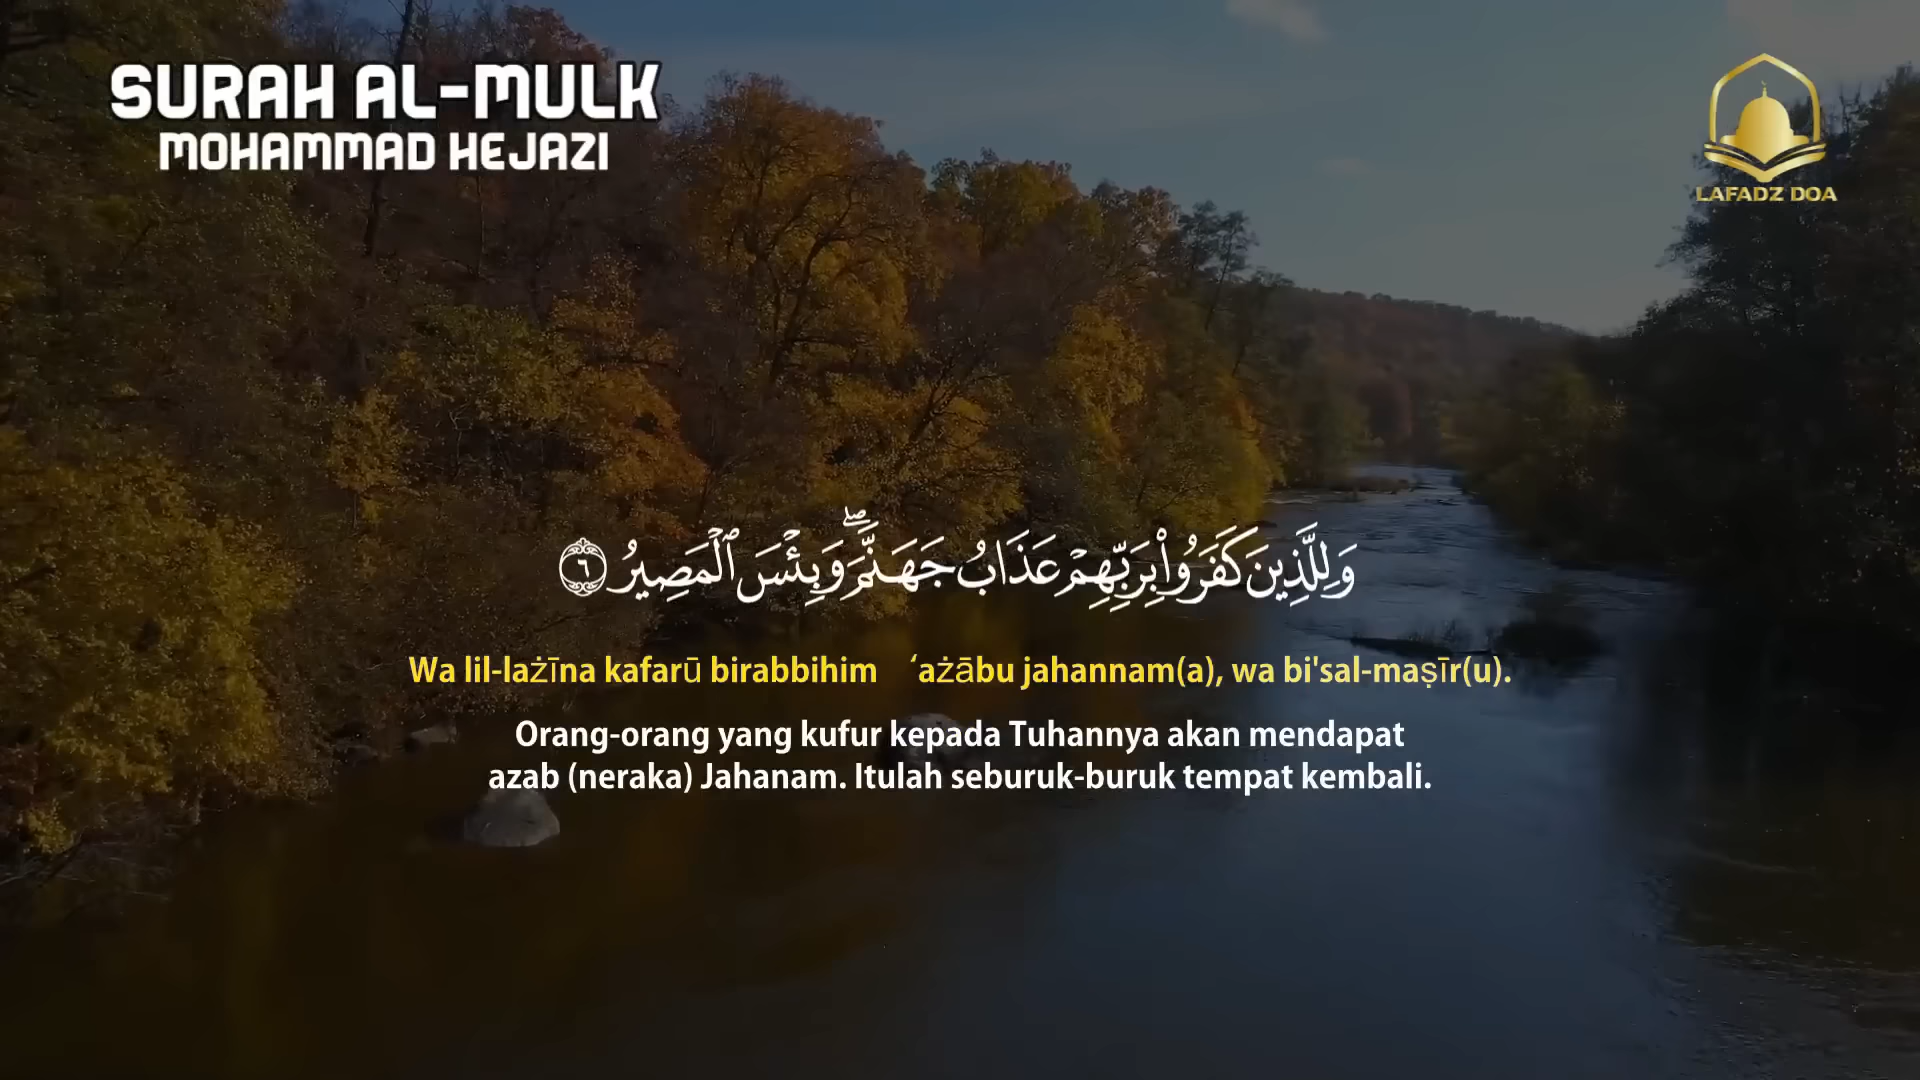 SURAH AL-MULK
MOHAMMAD HEJAZI
LAFADZ DOA
وَلِلَّذِينَ كَفَرُواْ بِرَبِّهِمۡ عَذَابُ جَهَنَّمَۖ وَبِئۡسَ ٱلۡمَصِيرُ ٦
Wa lil-lażīna kafarū birabbihim ‘ażābu jahannam(a), wa bi'sal-maṣīr(u).
Orang-orang yang kufur kepada Tuhannya akan mendapat
azab (neraka) Jahanam. Itulah seburuk-buruk tempat kembali.